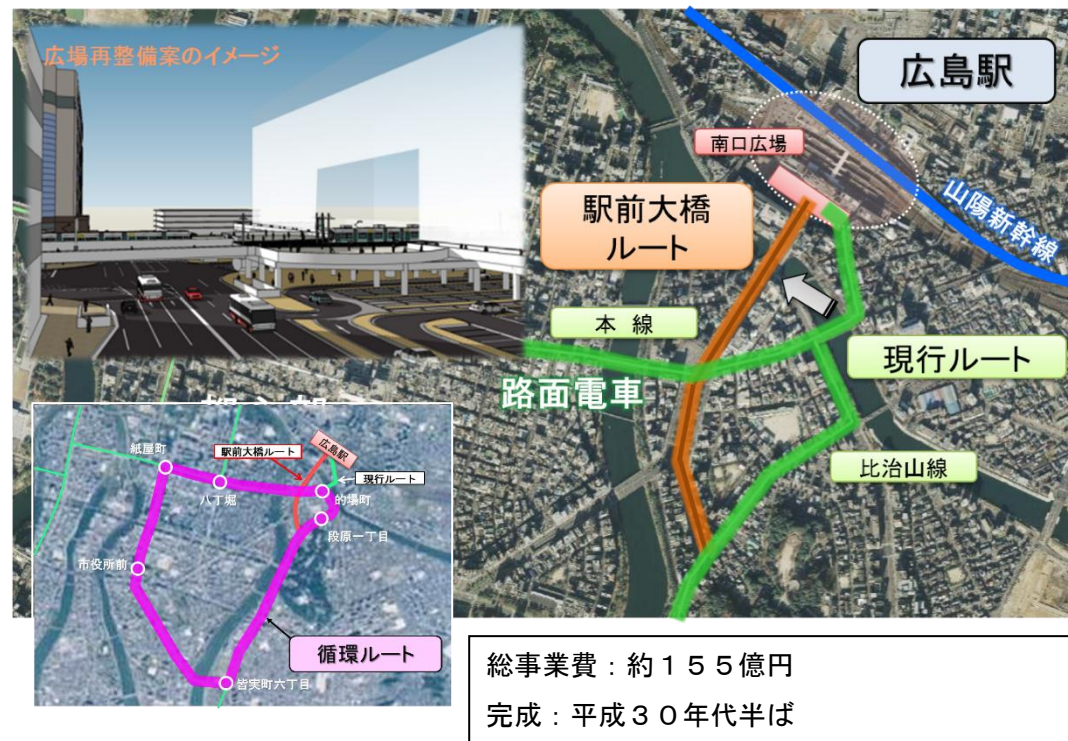 広場再整備案のイメージ
広島駅
南口広場
山陽新幹線
駅前大橋
ルート
本 線
現行ルート
路面電車
比治山線
広島駅
駅前大橋ルート
現行ルート
紙屋町
八丁堀
的場町
段原一丁目
市役所前
循環ルート
皆実町六丁目
総事業費：約１５５億円
完成：平成３０年代半ば